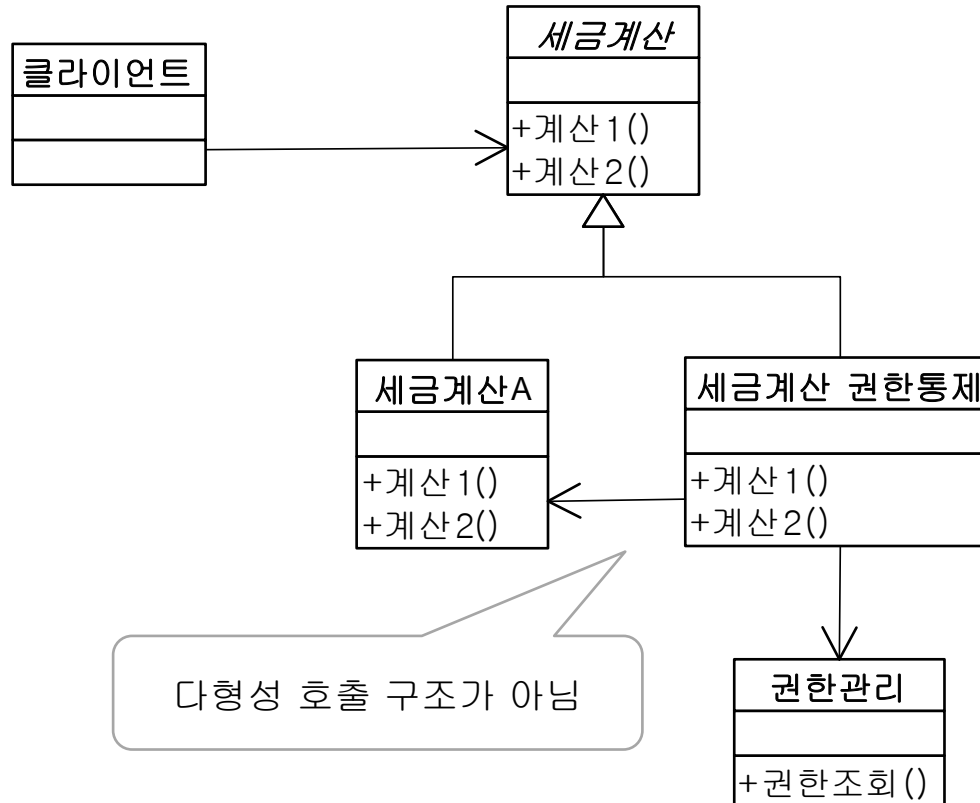 세금계산
클라이언트
+계산1()
+계산2()
세금계산A
+계산1()
+계산2()
세금계산 권한통제
+계산1()
+계산2()
다형성 호출 구조가 아님
권한관리
+권한조회()